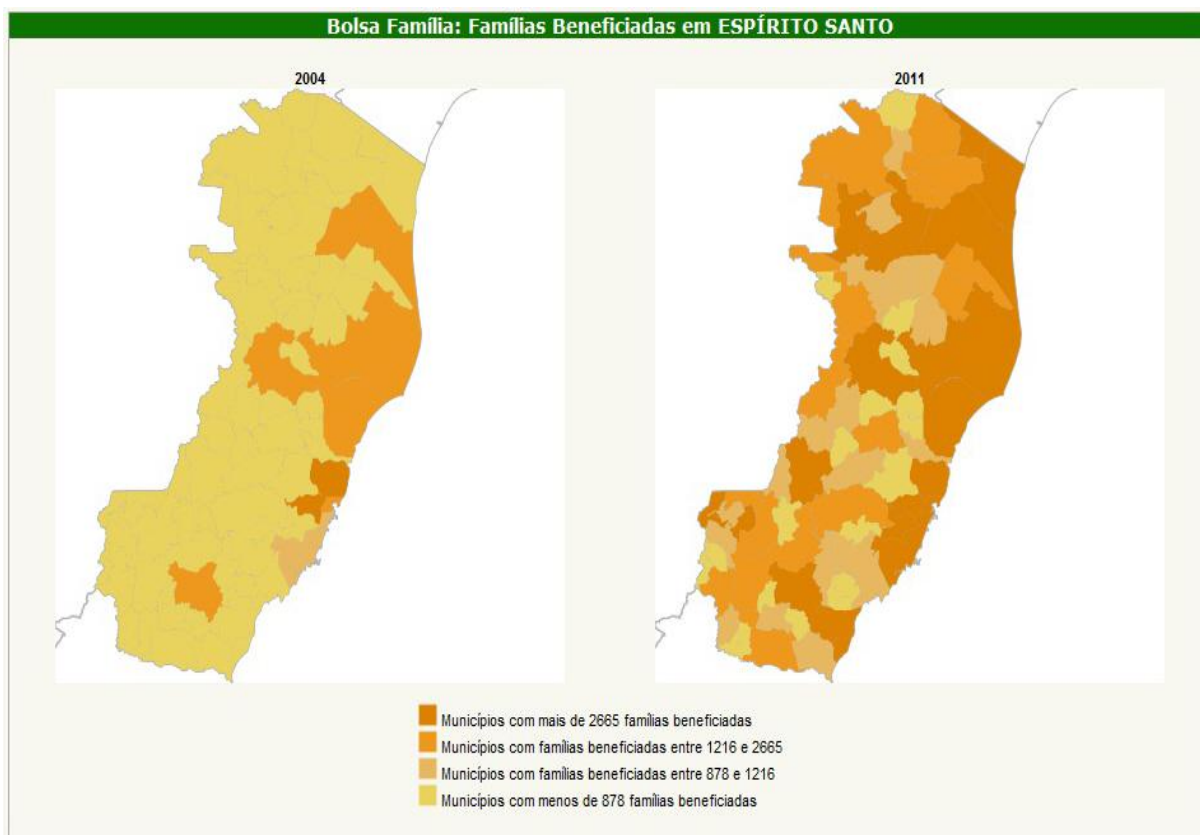 Bolsa Família: Famílias Beneficiadas em ESPÍRITO SANTO
2004
2011
Municípios com mais de 2665 famílias beneficiadas
Municípios com famílias beneficiadas entre 1216 e 2665
Municípios com famílias beneficiadas entre 878 e 1216
Municípios com menos de 878 famílias beneficiadas